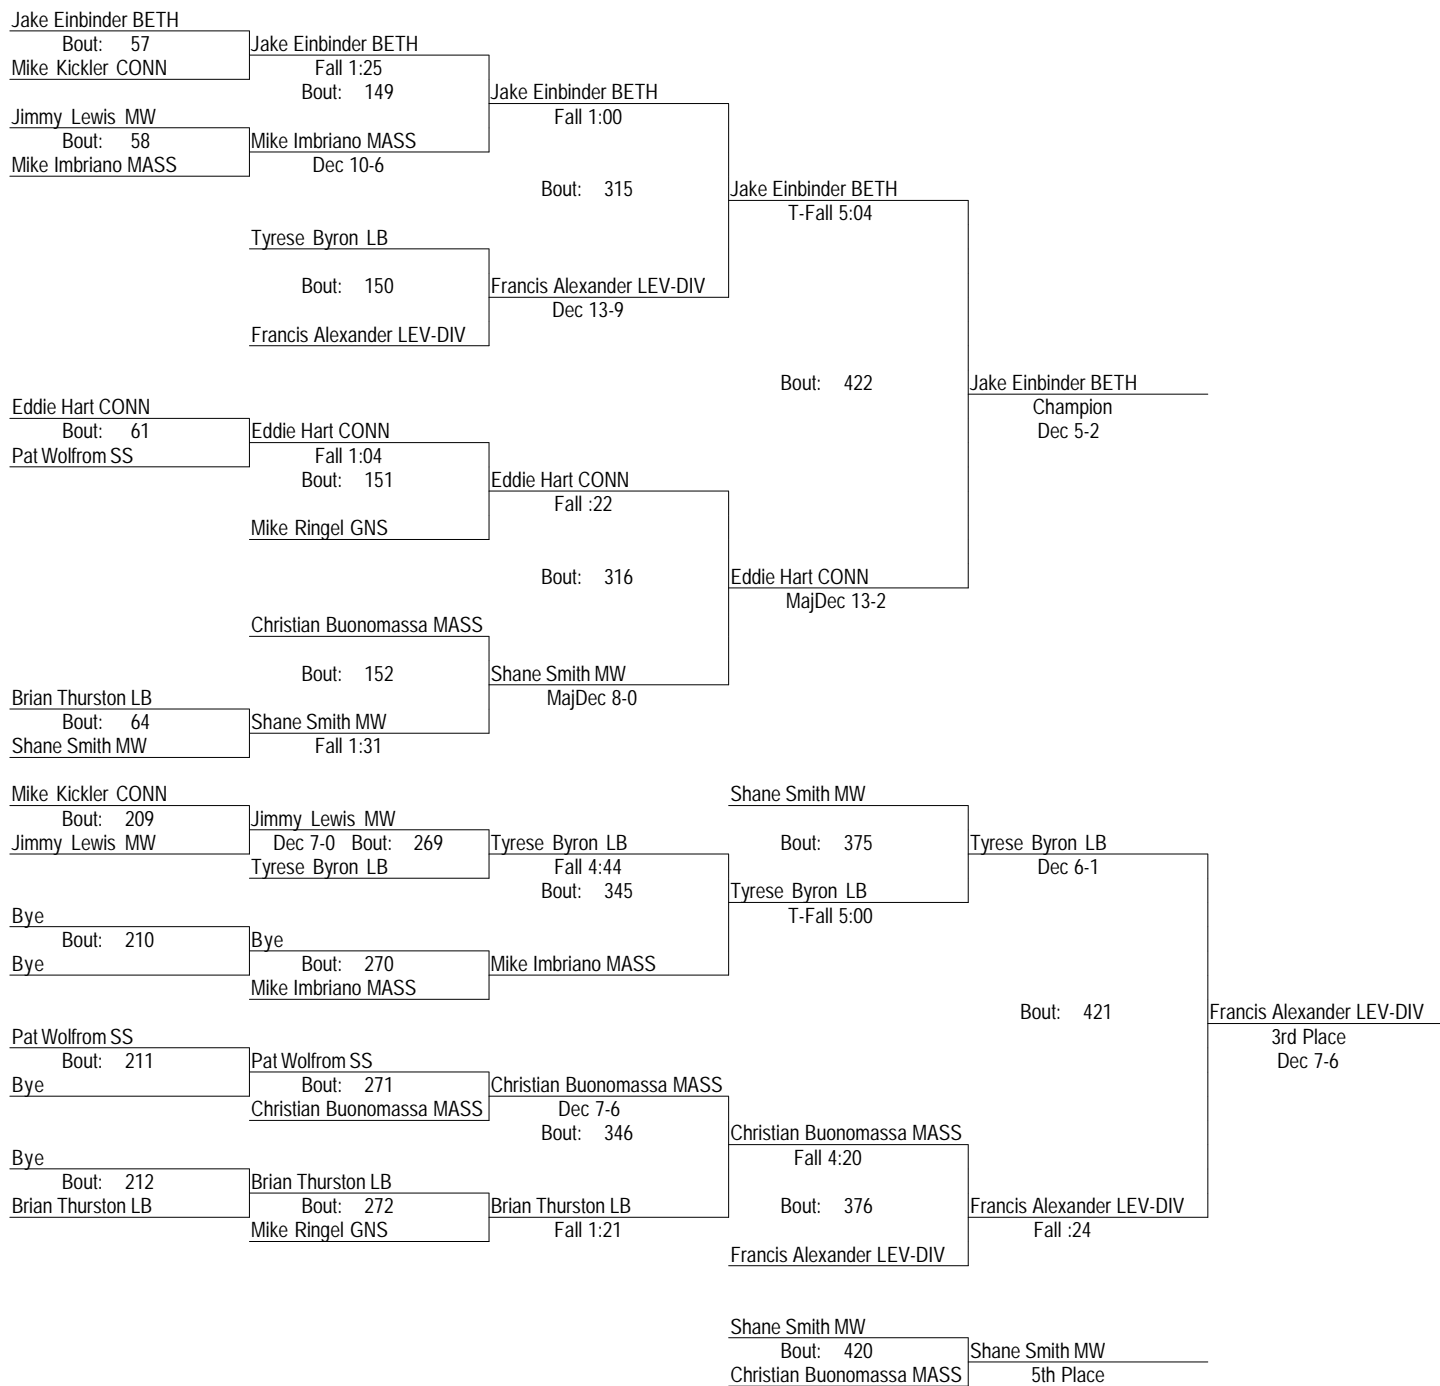 Jake Einbinder BETH
Bout: 57
Jake Einbinder BETH
Mike Kickler CONN
Fall 1:25
Bout: 149
Jake Einbinder BETH
Jimmy Lewis MW
Fall 1:00
Bout: 58
Mike Imbriano MASS
Mike Imbriano MASS
Dec 10-6
Bout: 315
Jake Einbinder BETH
T-Fall 5:04
Tyrese Byron LB
Bout: 150
Francis Alexander LEV-DIV
Dec 13-9
Francis Alexander LEV-DIV
Bout: 422
Jake Einbinder BETH
Champion
Dec 5-2
Eddie Hart CONN
Bout: 61
Eddie Hart CONN
Pat Wolfrom SS
Fall 1:04
Bout: 151
Eddie Hart CONN
Fall :22
Mike Ringel GNS
Bout: 316
Eddie Hart CONN
MajDec 13-2
Christian Buonomassa MASS
Bout: 152
Shane Smith MW
MajDec 8-0
Brian Thurston LB
Bout: 64
Shane Smith MW
Shane Smith MW
Fall 1:31
Mike Kickler CONN
Shane Smith MW
Bout: 209
Jimmy Lewis MW
Jimmy Lewis MW
Dec 7-0 Bout: 269
Tyrese Byron LB
Bout: 375
Tyrese Byron LB
Tyrese Byron LB
Fall 4:44
Dec 6-1
Bout: 345
Tyrese Byron LB
T-Fall 5:00
Bye
Bout: 210
Bye
Bye
Bout: 270
Mike Imbriano MASS
Mike Imbriano MASS
Bout: 421
Francis Alexander LEV-DIV
3rd Place
Dec 7-6
Pat Wolfrom SS
Bout: 211
Pat Wolfrom SS
Bye
Bout: 271
Christian Buonomassa MASS
Christian Buonomassa MASS
Dec 7-6
Bout: 346
Christian Buonomassa MASS
Fall 4:20
Bye
Bout: 212
Brian Thurston LB
Brian Thurston LB
Bout: 272
Brian Thurston LB
Bout: 376
Francis Alexander LEV-DIV
Mike Ringel GNS
Fall 1:21
Fall :24
Francis Alexander LEV-DIV
Shane Smith MW
Bout: 420
Shane Smith MW
Christian Buonomassa MASS
5th Place